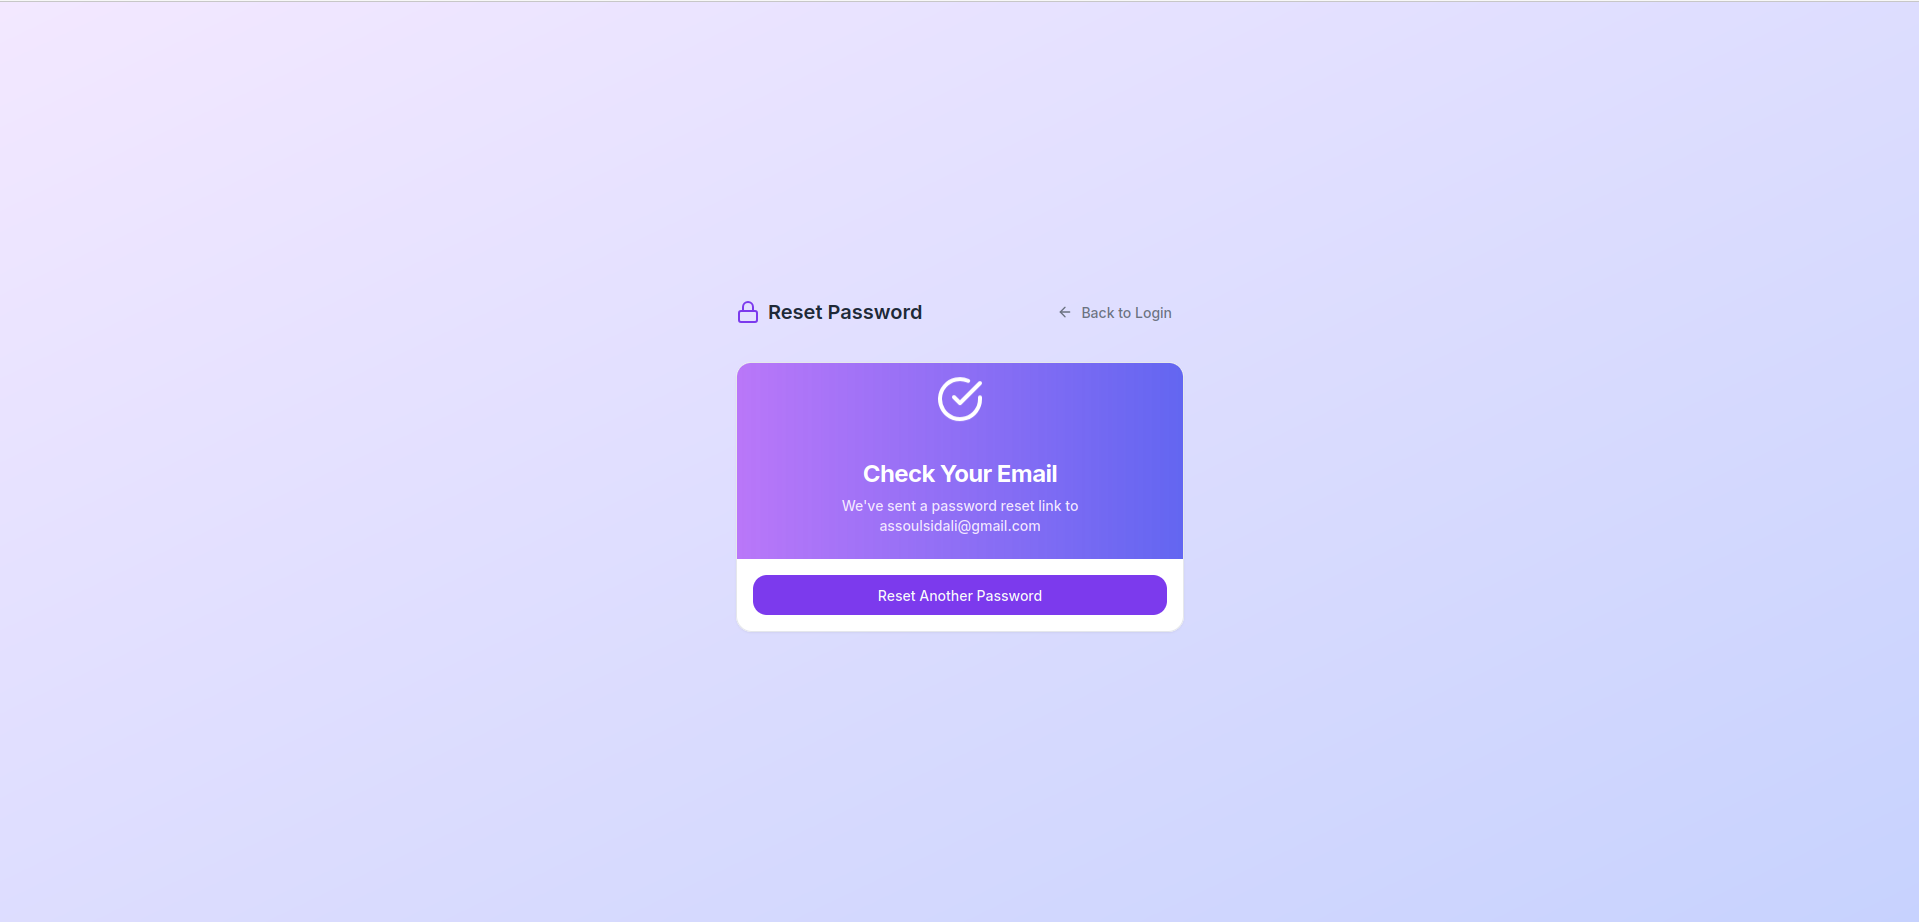 Reset Password
Back to Login
Check Your Email
We've sent a password reset link to
assoulsidali@gmail.com
Reset Another Password